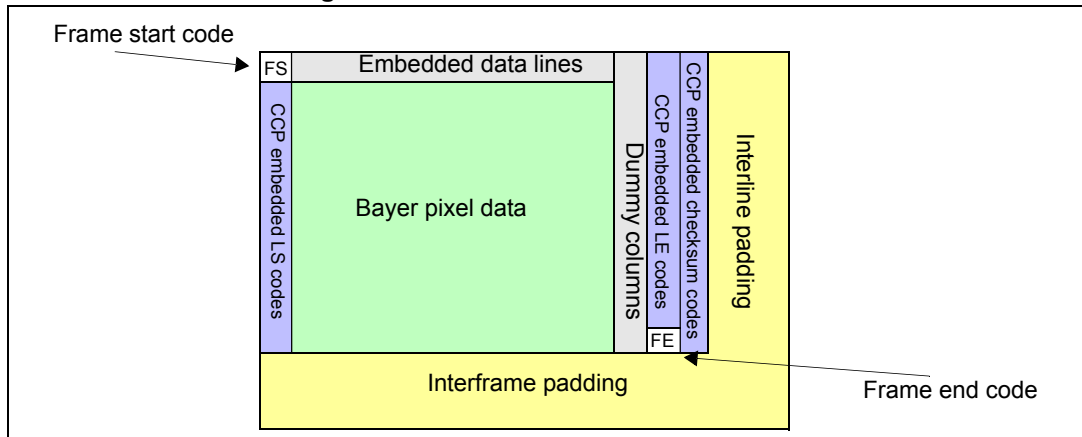 Frame start code
FS
Embedded data lines
CCP embedded LS codes
Bayer pixel data
Dummy columns
CCP embedded LE codes
CCP embedded checksum codes
Interline padding
FE
Interframe padding
Frame end code